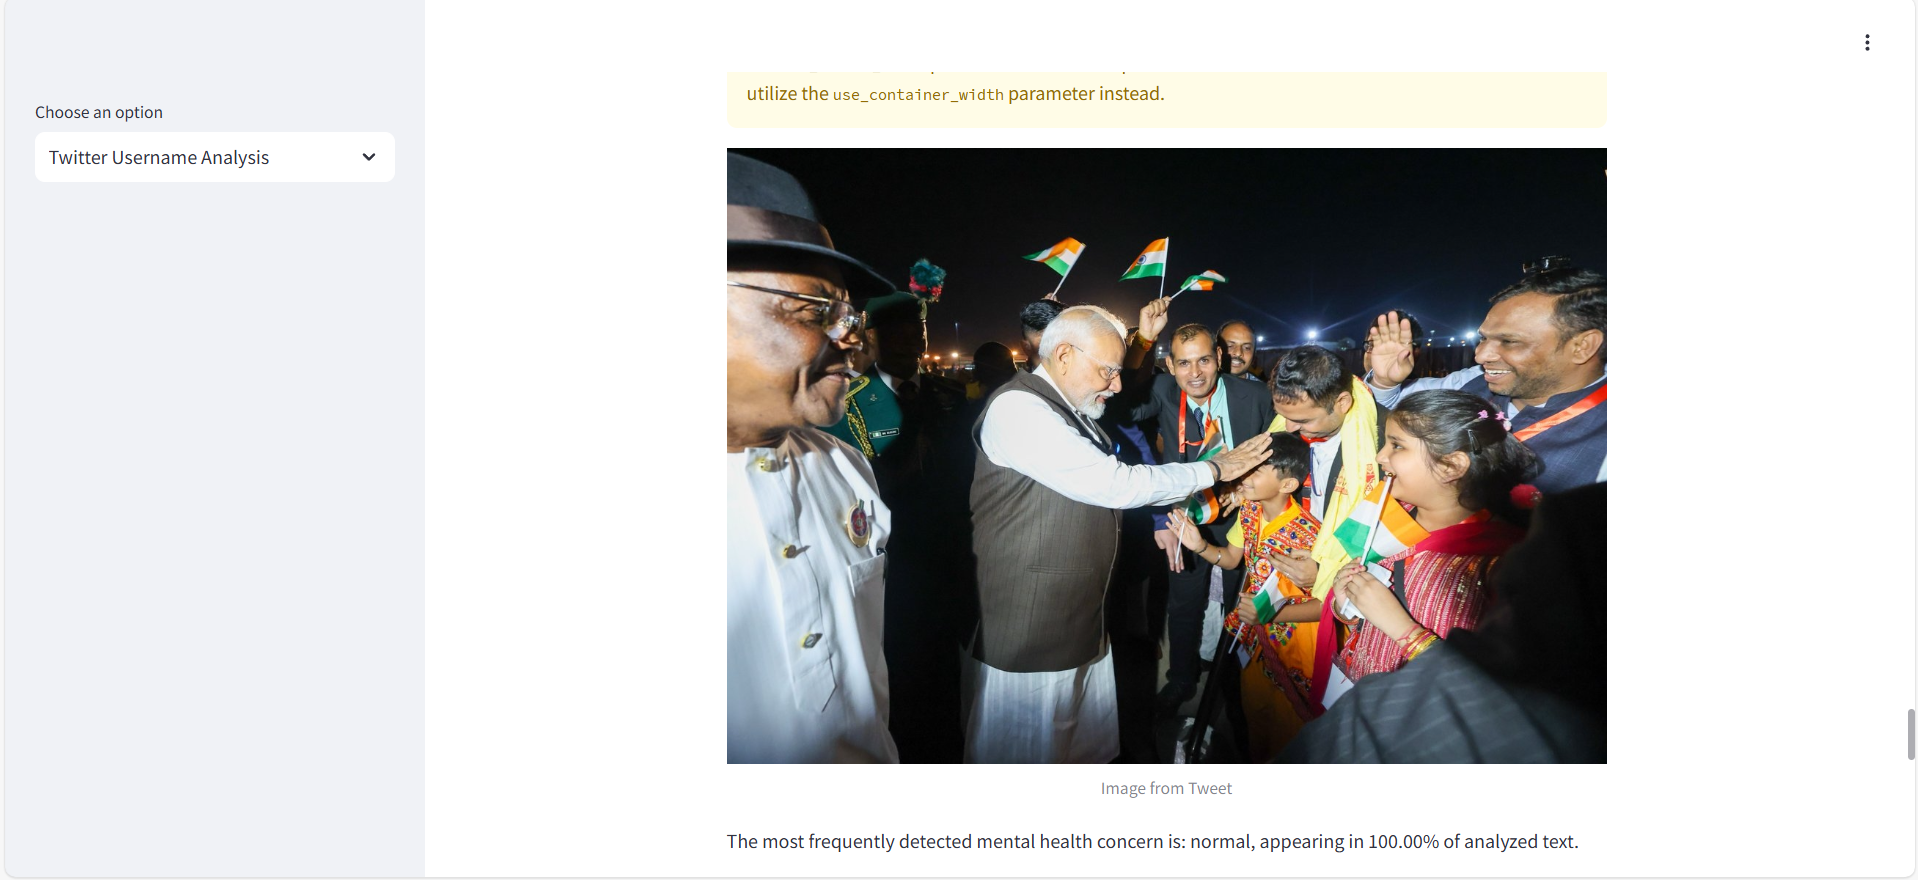 Choose an option
Twitter Username Analysis
utilize the use_container_width parameter instead.
Image from Tweet
The most frequently detected mental health concern is: normal, appearing in 100.00% of analyzed text.